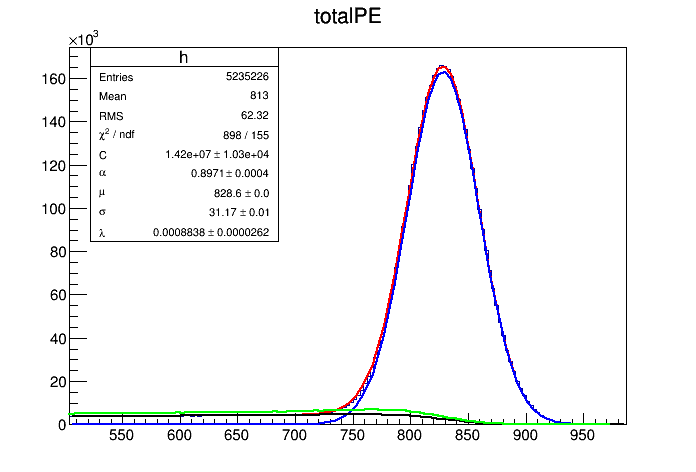 totalPE
×10³
h
Entries 5235226
Mean 813
RMS 62.32
χ² / ndf 898 / 155
C 1.42e+07 ± 1.03e+04
α 0.8971 ± 0.0004
μ 828.6 ± 0.0
σ 31.17 ± 0.01
λ 0.0008838 ± 0.0000262
160
140
120
100
80
60
40
20
0
550 600 650 700 750 800 850 900 950